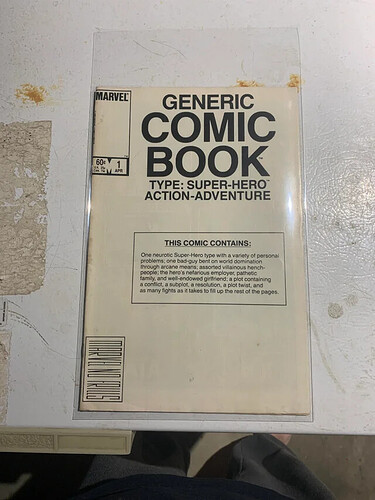 MARVEL®
GENERIC
COMIC
BOOK™
TYPE: SUPER-HERO™
ACTION-ADVENTURE
60¢
1
APR
THIS COMIC CONTAINS:
One neurotic Super-Hero type with a variety of personal
problems; one bad-guy bent on world domination
through arcane means; assorted villainous hench-
people; the hero's nefarious employer, pathetic
family, and well-endowed girlfriend; a plot containing
a conflict, a subplot, a resolution, a plot twist, and
as many fights as it takes to fill up the rest of the pages.